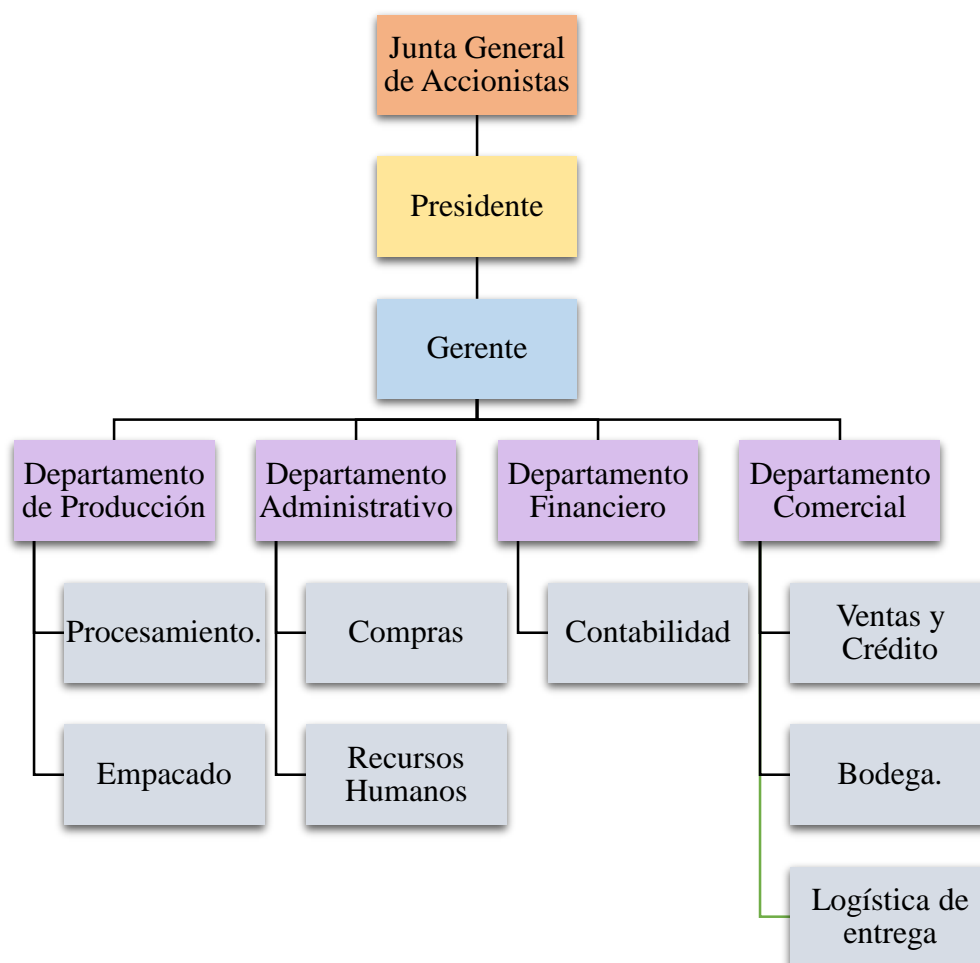 Junta General
de Accionistas
Presidente
Gerente
Departamento
de Producción
Departamento
Administrativo
Departamento
Financiero
Departamento
Comercial
Procesamiento.
Compras
Contabilidad
Ventas y
Crédito
Empacado
Recursos
Humanos
Bodega.
Logística de
entrega